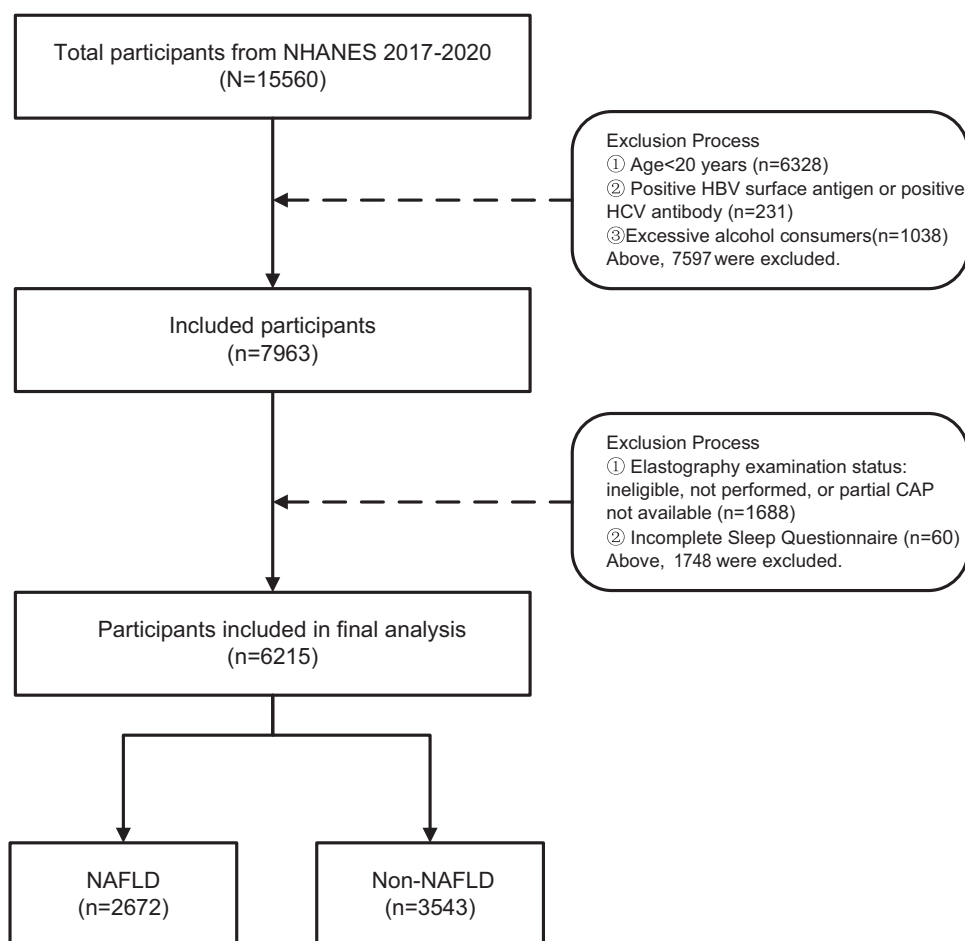 Total participants from NHANES 2017-2020
(N=15560)
Exclusion Process
① Age<20 years (n=6328)
② Positive HBV surface antigen or positive
HCV antibody (n=231)
③Excessive alcohol consumers(n=1038)
Above, 7597 were excluded.
Included participants
(n=7963)
Exclusion Process
① Elastography examination status:
ineligible, not performed, or partial CAP
not available (n=1688)
② Incomplete Sleep Questionnaire (n=60)
Above, 1748 were excluded.
Participants included in final analysis
(n=6215)
NAFLD
(n=2672)
Non-NAFLD
(n=3543)